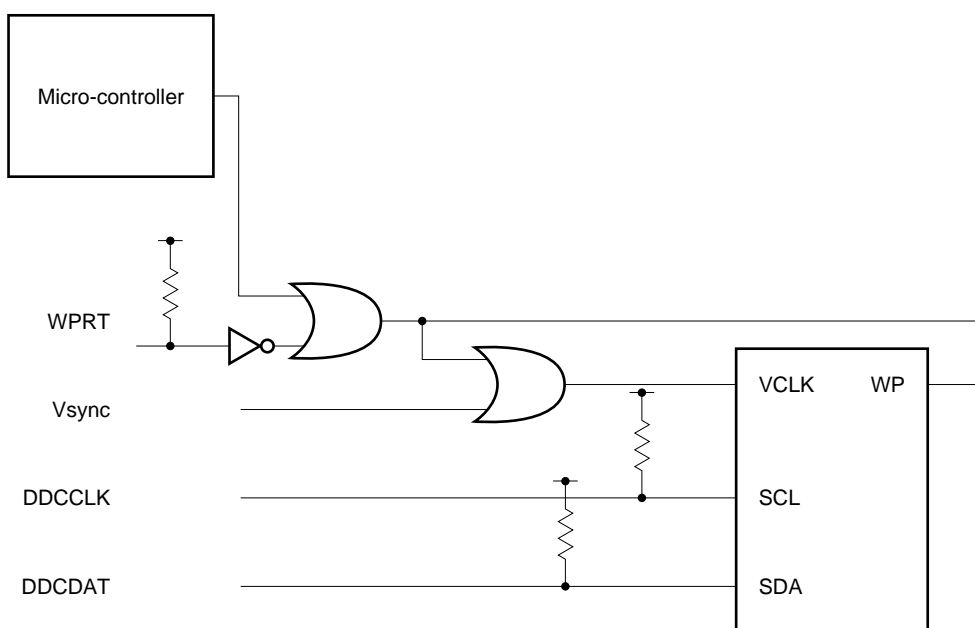 Micro-controller
WPRT
Vsync
DDCCLK
DDCDAT
VCLK WP
SCL
SDA